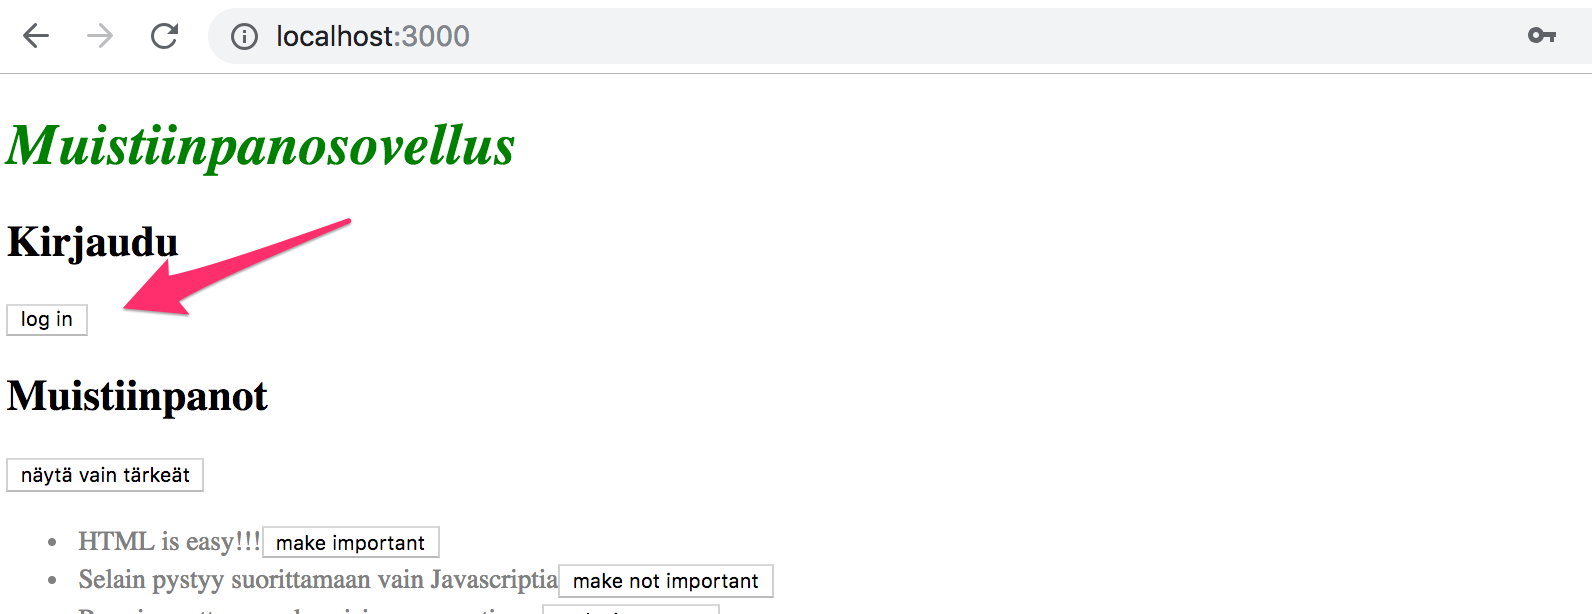 localhost:3000
Muistiinpanosovellus
Kirjaudu
log in
Muistiinpanot
näytä vain tärkeät
HTML is easy!!! make important
Selain pystyy suorittamaan vain Javascriptia make not important